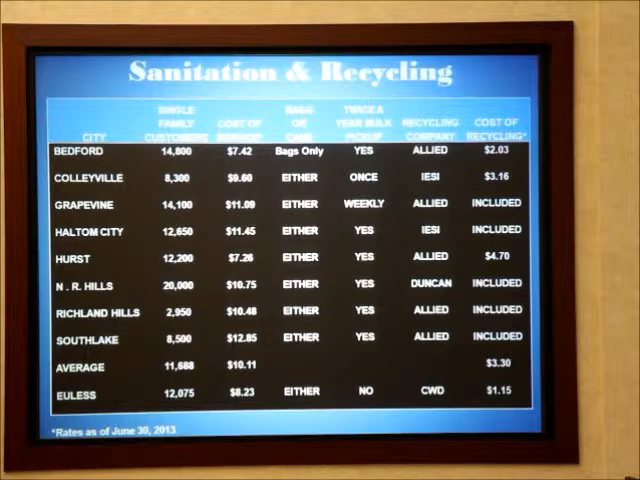 Sanitation & Recycling
CITY SINGLE FAMILY CUSTOMERS COST OF SERVICE* BAGS OR CANS TWICE A YEAR BULK PICKUP RECYCLING COMPANY COST OF RECYCLING*
BEDFORD 14,800 $7.42 Bags Only YES ALLIED $2.03
COLLEYVILLE 8,300 $9.60 EITHER ONCE IESI $3.16
GRAPEVINE 14,100 $11.09 EITHER WEEKLY ALLIED INCLUDED
HALTOM CITY 12,650 $11.45 EITHER YES IESI INCLUDED
HURST 12,200 $7.26 EITHER YES ALLIED $4.70
N . R. HILLS 20,000 $10.75 EITHER YES DUNCAN INCLUDED
RICHLAND HILLS 2,950 $10.48 EITHER YES ALLIED INCLUDED
SOUTHLAKE 8,500 $12.85 EITHER YES ALLIED INCLUDED
AVERAGE 11,688 $10.11 $3.30
EULESS 12,075 $8.23 EITHER NO CWD $1.15
*Rates as of June 30, 2013